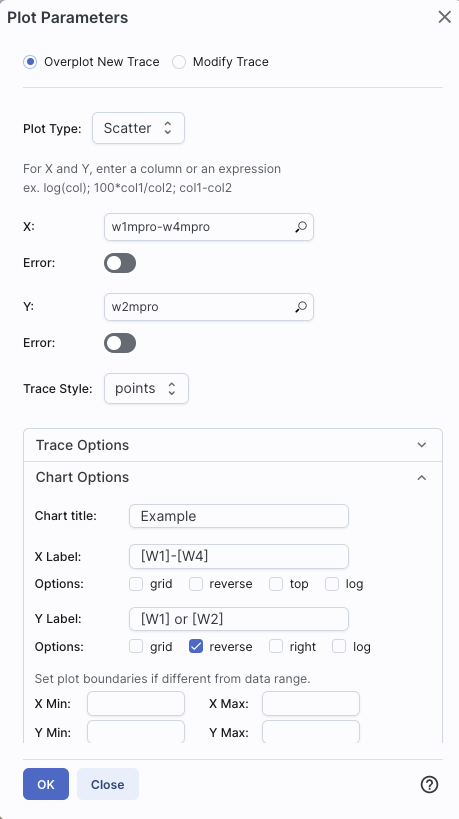 Plot Parameters
Overplot New Trace Modify Trace
Plot Type: Scatter
For X and Y, enter a column or an expression
ex. log(col); 100*col1/col2; col1-col2
X: w1mpro-w4mpro
Error:
Y: w2mpro
Error:
Trace Style: points
Trace Options
Chart Options
Chart title: Example
X Label: [W1]-[W4]
Options: grid reverse top log
Y Label: [W1] or [W2]
Options: grid reverse right log
Set plot boundaries if different from data range.
X Min: X Max:
Y Min: Y Max:
OK Close